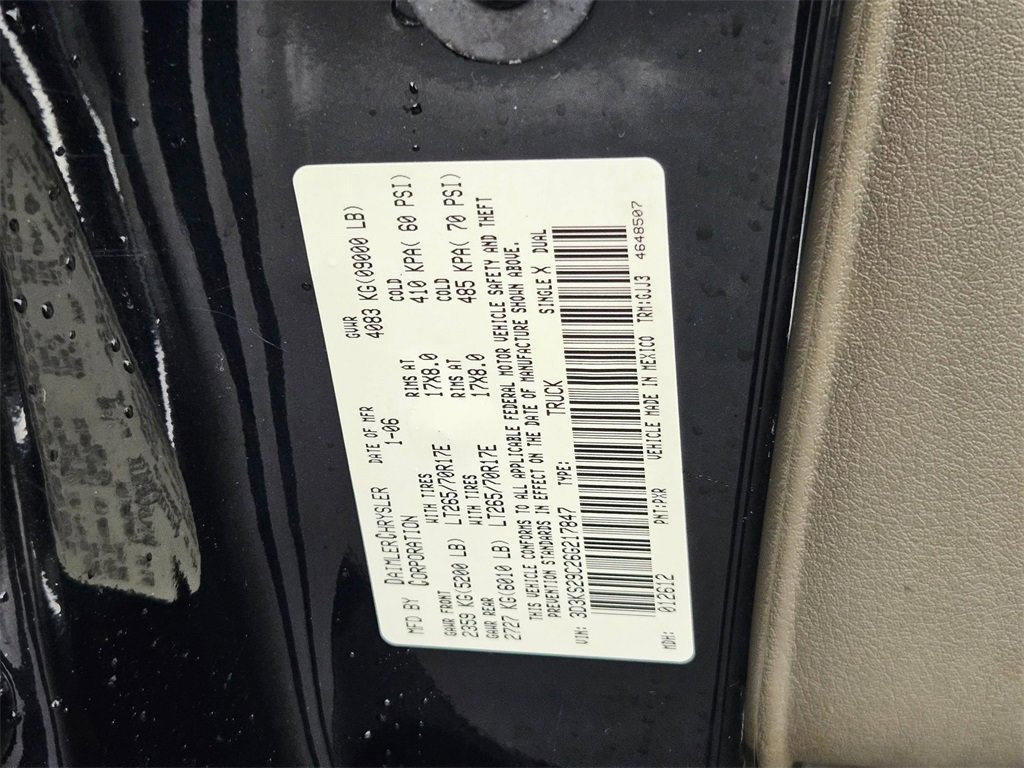 MFD BY DAIMLERCHRYSLER CORPORATION DATE OF MFR 1-06 GVWR 4083 KG(09000 LB)
GAWR FRONT WITH TIRES RIMS AT COLD
2359 KG(5200 LB) LT265/70R17E 17X8.0 410 KPA( 60 PSI)
GAWR REAR WITH TIRES RIMS AT COLD
2727 KG(6010 LB) LT265/70R17E 17X8.0 485 KPA( 70 PSI)
THIS VEHICLE CONFORMS TO ALL APPLICABLE FEDERAL MOTOR VEHICLE SAFETY AND THEFT
PREVENTION STANDARDS IN EFFECT ON THE DATE OF MANUFACTURE SHOWN ABOVE.
VIN: 3D3KS29C26G217847 TYPE: TRUCK SINGLE X DUAL
MDH: 012612 PNT:PXR VEHICLE MADE IN MEXICO TRM:GJJ3 4648507